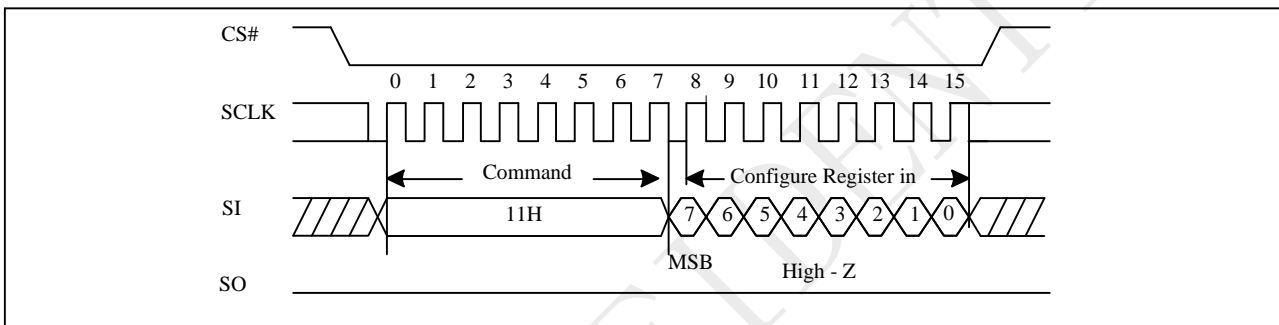 CS#
0 1 2 3 4 5 6 7 8 9 10 11 12 13 14 15
SCLK
Command
Configure Register in
SI
11H
7 6 5 4 3 2 1 0
MSB
High - Z
SO